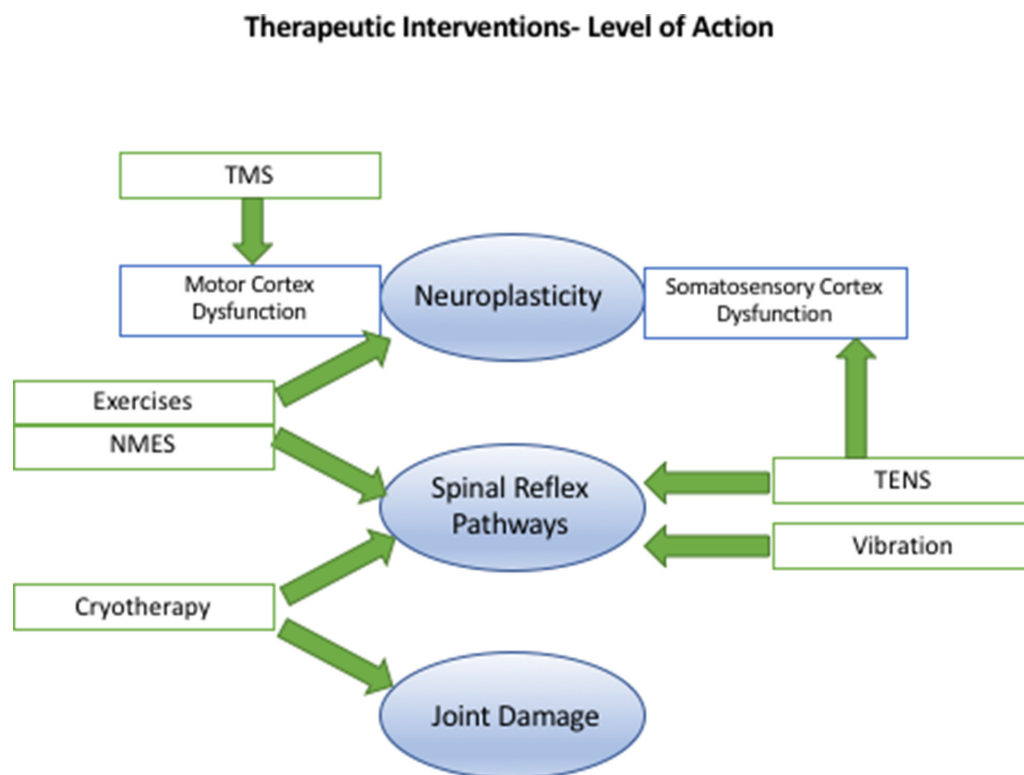 Therapeutic Interventions- Level of Action
TMS
Motor Cortex
Dysfunction
Neuroplasticity
Somatosensory Cortex
Dysfunction
Exercises
NMES
Spinal Reflex
Pathways
TENS
Vibration
Cryotherapy
Joint Damage